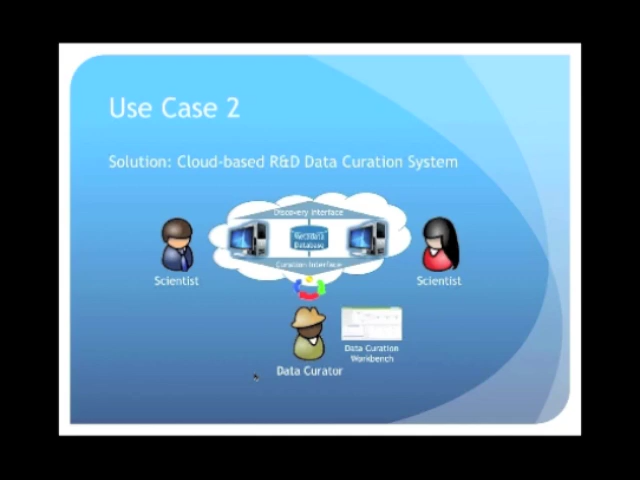 Use Case 2
Solution: Cloud-based R&D Data Curation System
Discovery Interface
Database
Curation Interface
Scientist
Scientist
Data Curation
Workbench
Data Curator